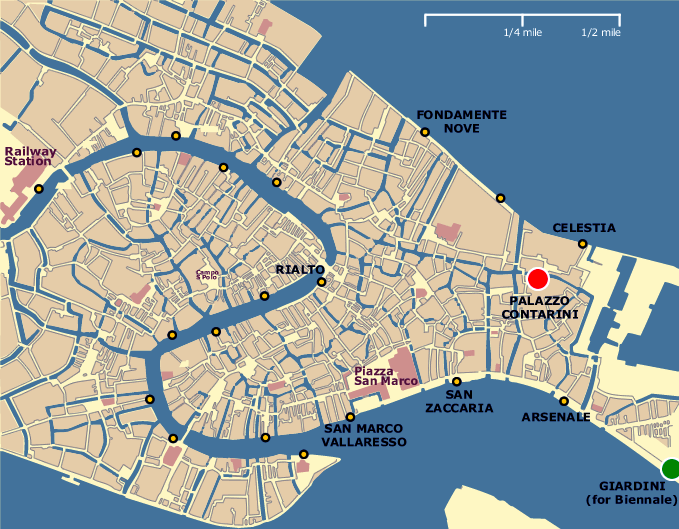 1/4 mile
1/2 mile
FONDAMENTE
NOVE
Railway
Station
CELESTIA
RIALTO
Campo
S Polo
PALAZZO
CONTARINI
Piazza
San Marco
SAN
ZACCARIA
ARSENALE
SAN MARCO
VALLARESSO
GIARDINI
(for Biennale)